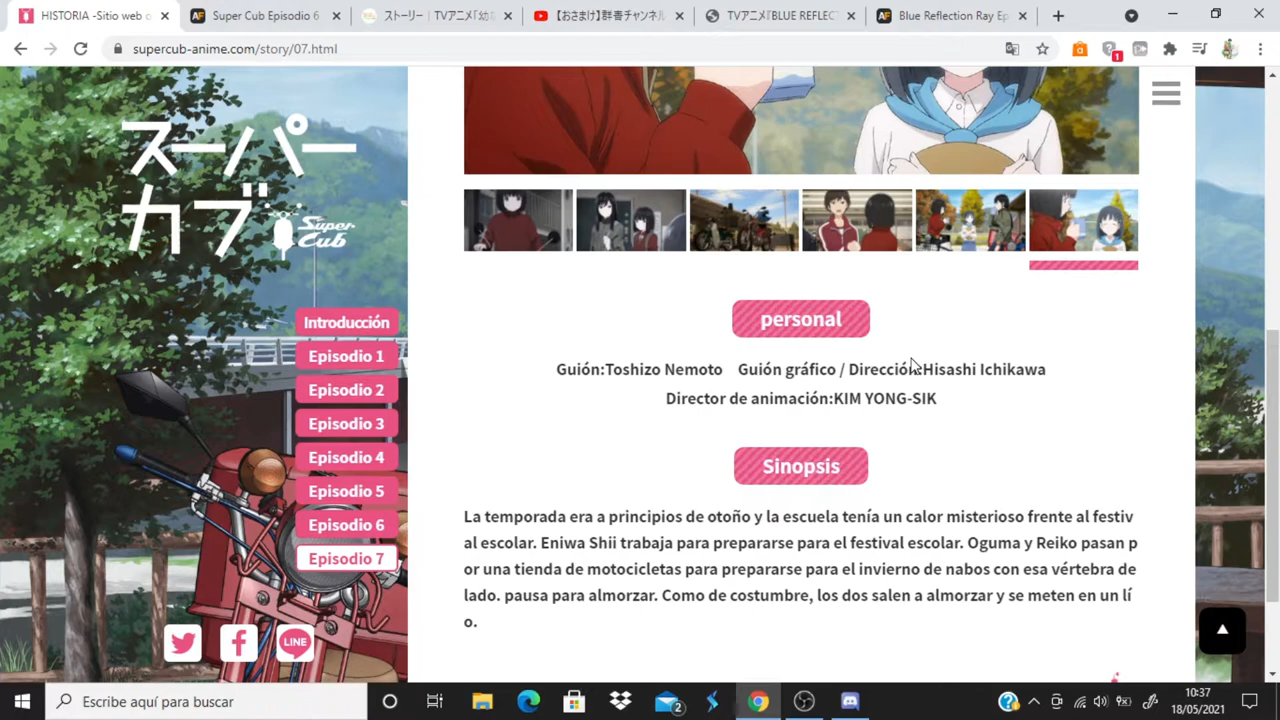 HISTORIA -Sitio web o
Super Cub Episodio 6
ストーリー | TVアニメ「幼な
【おさまけ】群青チャンネル
TVアニメ『BLUE REFLECT
Blue Reflection Ray Ep
supercub-anime.com/story/07.html
1
スーパー
カブ
Super
Cub
Introducción
Episodio 1
Episodio 2
Episodio 3
Episodio 4
Episodio 5
Episodio 6
Episodio 7
LINE
personal
Guión:Toshizo Nemoto Guión gráfico / Dirección:Hisashi Ichikawa
Director de animación:KIM YONG-SIK
Sinopsis
La temporada era a principios de otoño y la escuela tenía un calor misterioso frente al festiv
al escolar. Eniwa Shii trabaja para prepararse para el festival escolar. Oguma y Reiko pasan p
or una tienda de motocicletas para prepararse para el invierno de nabos con esa vértebra de
lado. pausa para almorzar. Como de costumbre, los dos salen a almorzar y se meten en un lí
o.
Escribe aquí para buscar
2
10:37
18/05/2021